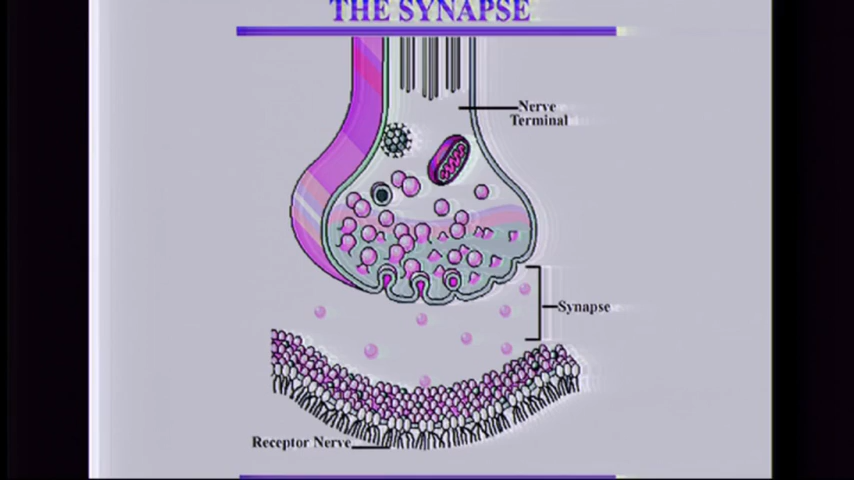 THE SYNAPSE
Nerve
Terminal
Synapse
Receptor Nerve